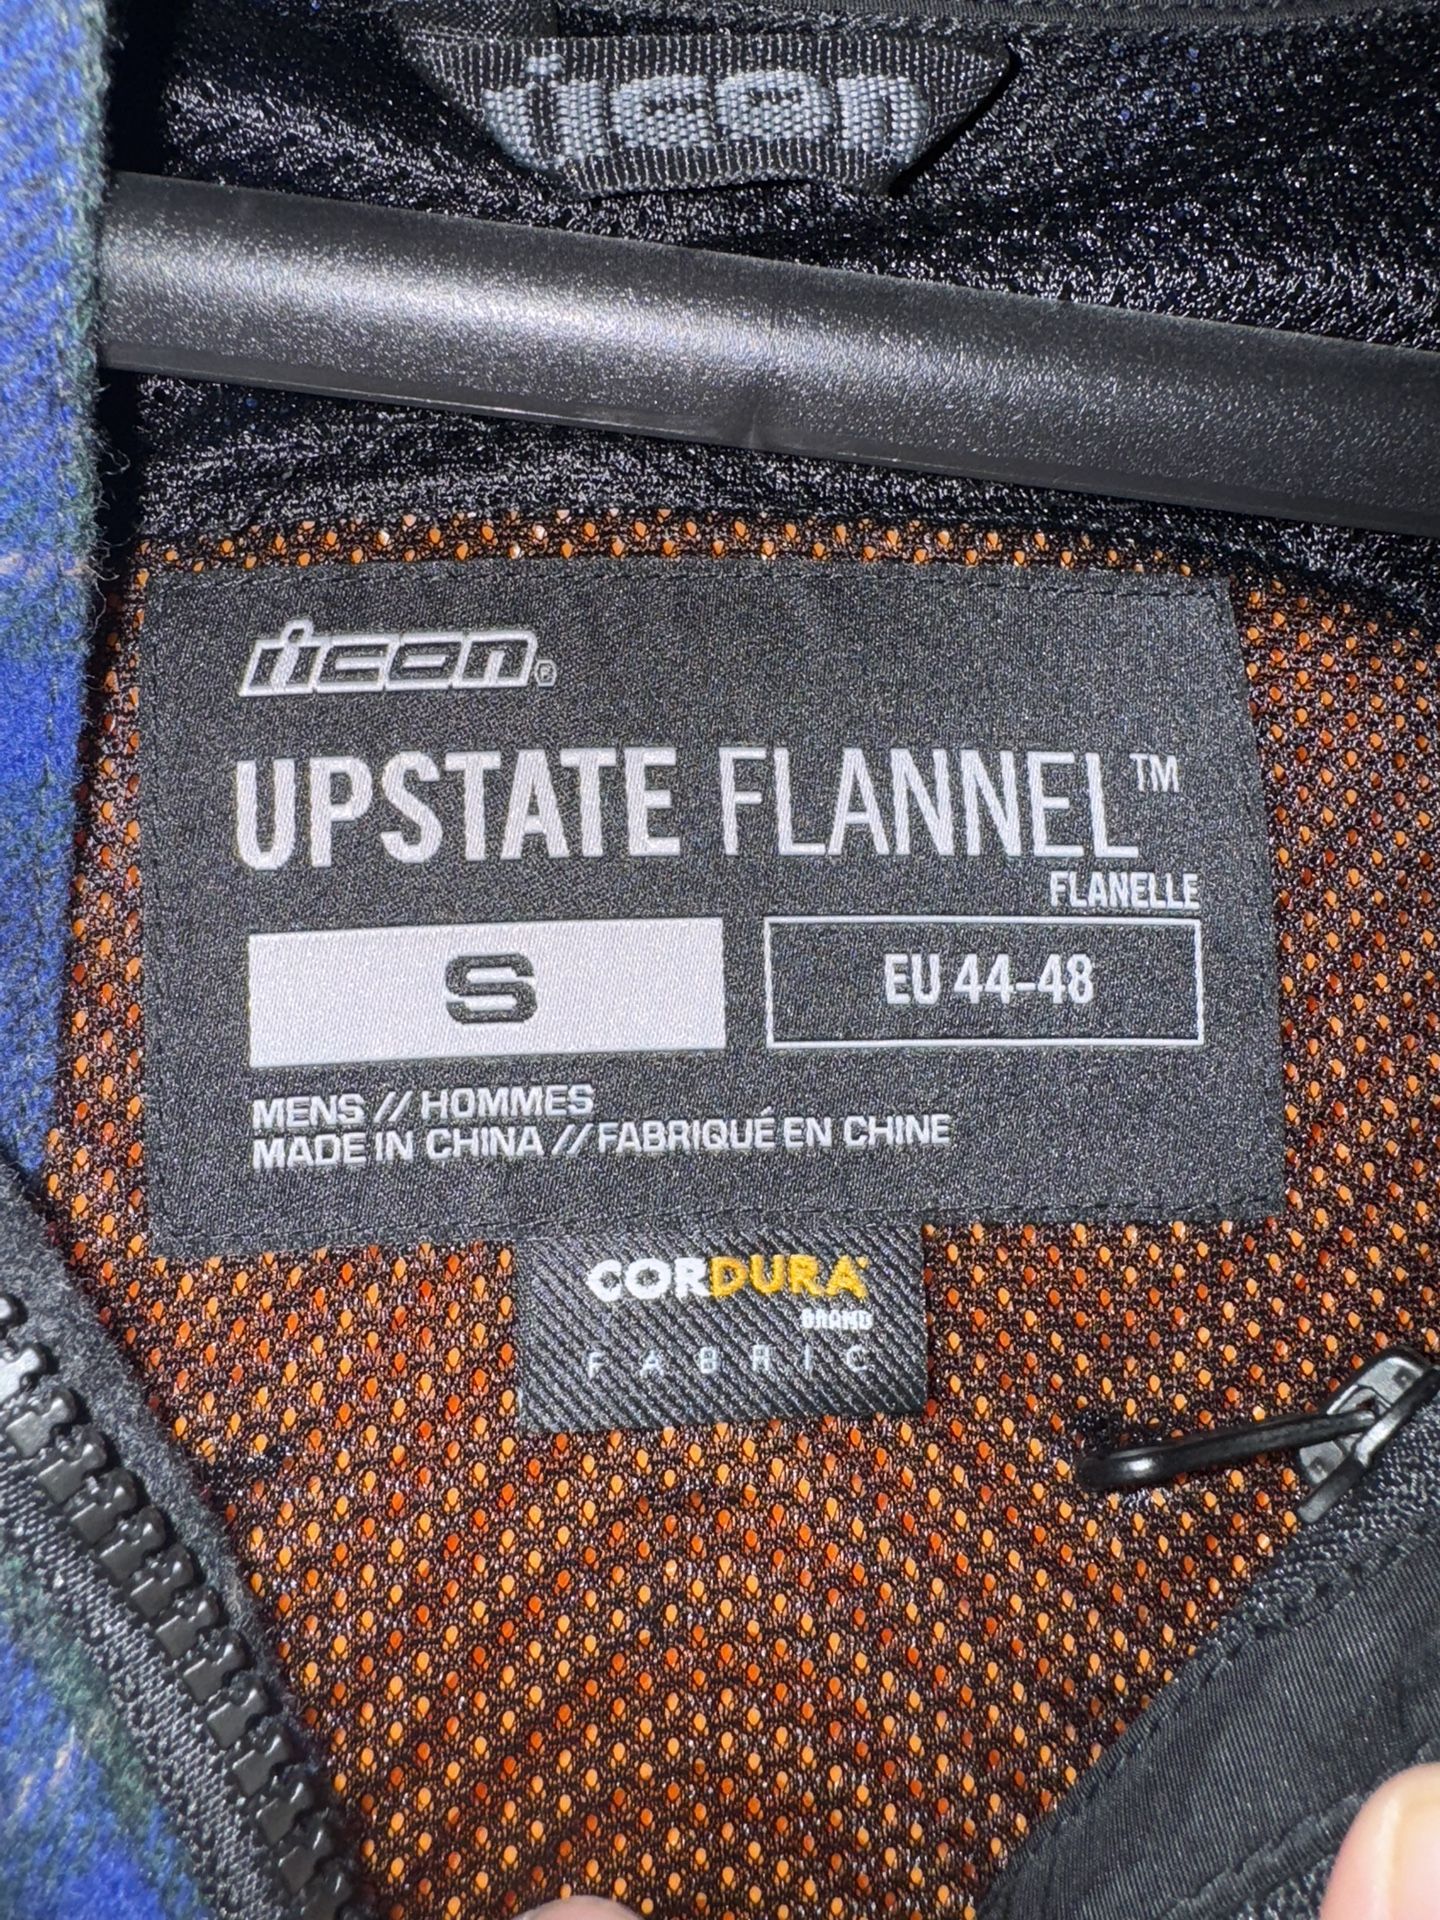 icon
icon®
UPSTATE FLANNEL™
FLANELLE
S
EU 44-48
MENS // HOMMES
MADE IN CHINA // FABRIQUÉ EN CHINE
CORDURA®
BRAND
FABRIC